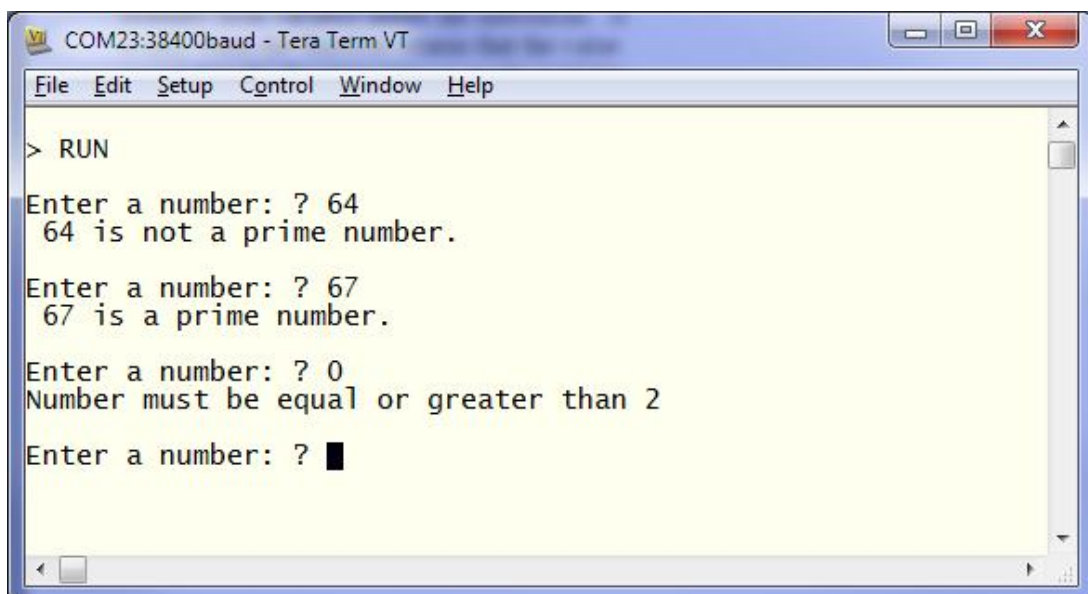 COM23:38400baud - Tera Term VT
File Edit Setup Control Window Help
> RUN
Enter a number: ? 64
64 is not a prime number.
Enter a number: ? 67
67 is a prime number.
Enter a number: ? 0
Number must be equal or greater than 2
Enter a number: ?